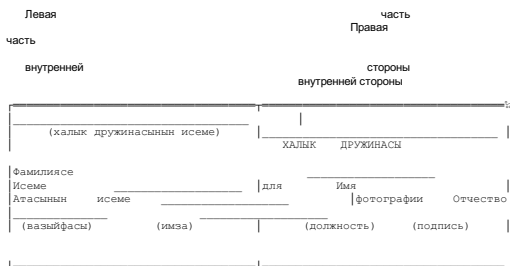 Левая часть
Правая
часть
внутренней стороны
внутренней стороны
(халык дружинасынын исеме)
ХАЛЫК ДРУЖИНАСЫ
Фамилиясе
Исеме для Имя
Атасынын исеме фотографии Отчество
(вазыйфасы) (имза) (должность) (подпись)